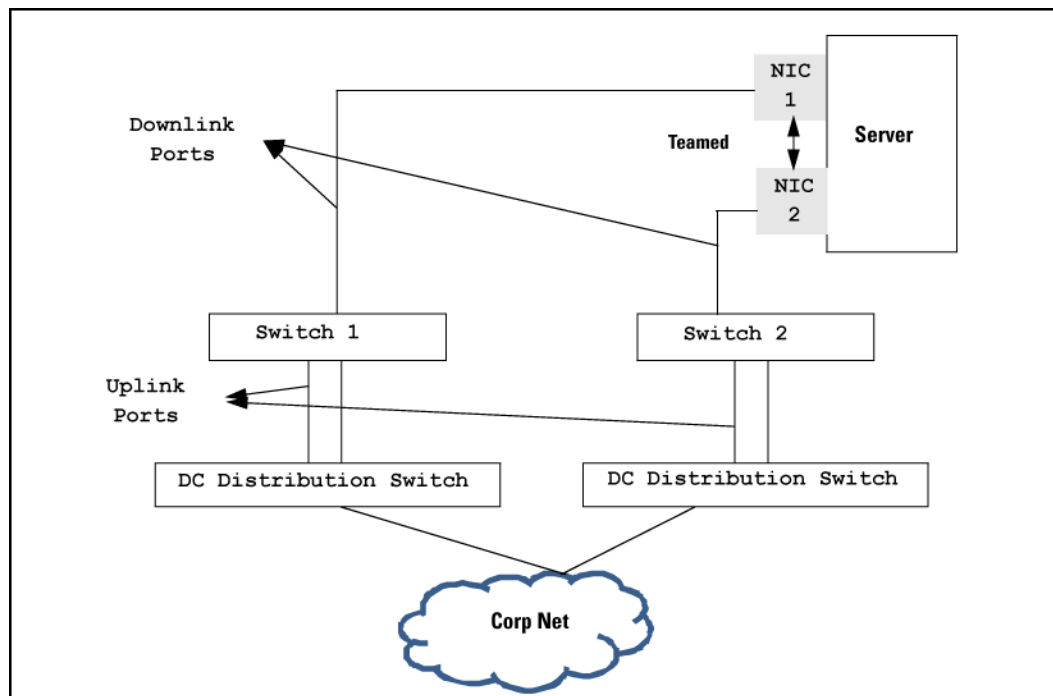 NIC
1
Downlink
Ports
Teamed
Server
NIC
2
Switch 1
Switch 2
Uplink
Ports
DC Distribution Switch
DC Distribution Switch
Corp Net